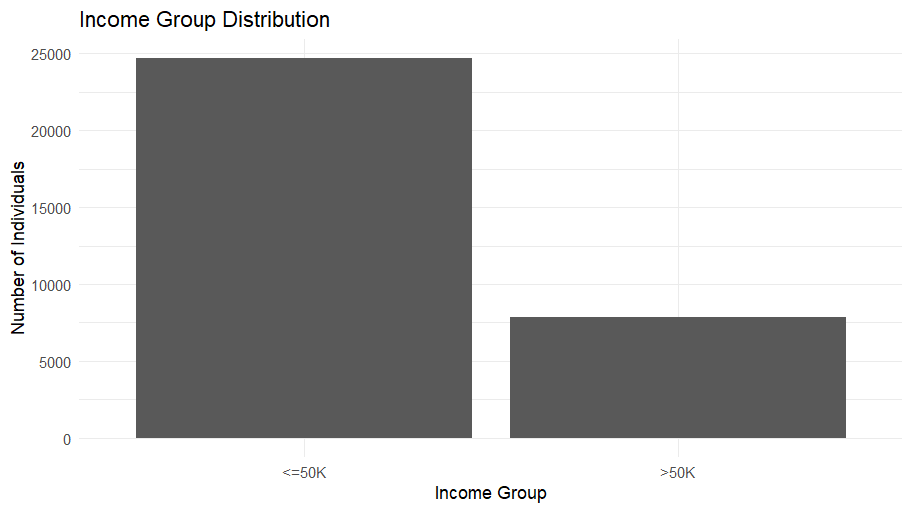 Income Group Distribution
25000
20000
15000
10000
5000
0
Number of Individuals
<=50K
>50K
Income Group